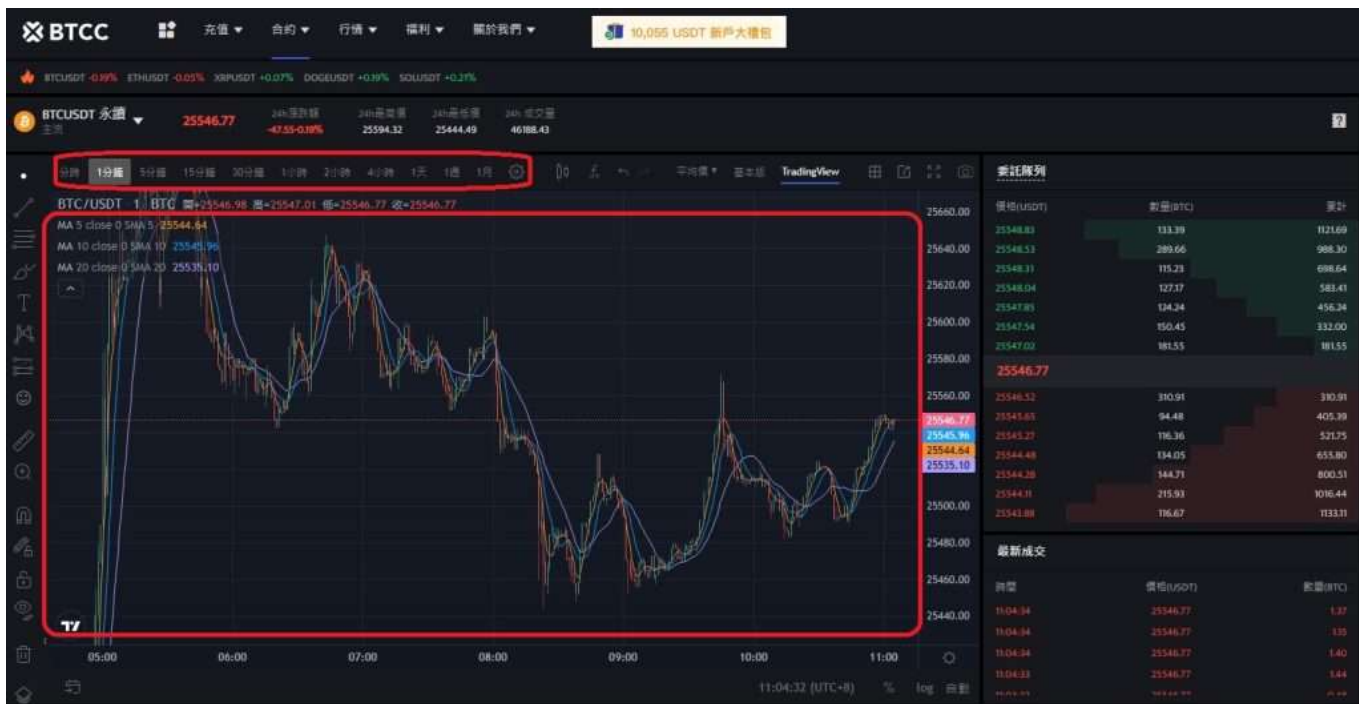 BTCC 充值 合約 行情 福利 關於我們 10,055 USDT 新戶大禮包
BTCUSDT -0.19% ETHUSDT -0.05% XRPUSDT +0.07% DOGEUSDT +0.19% SOLUSDT +0.21%
BTCUSDT 永續 25546.77 24h漲跌額 24h最高價 24h最低價 24h 成交量
主流 -47.55-0.19% 25594.32 25444.49 46188.43
分時 1分鐘 5分鐘 15分鐘 30分鐘 1小時 2小時 4小時 1天 1週 1月 平均價 基本版 TradingView
BTC/USDT 1 BTC 開=25546.98 高=25547.01 低=25546.77 收=25546.77
MA 5 close 0 SMA 5 25544.64
MA 10 close 0 SMA 10 25545.96
MA 20 close 0 SMA 20 25535.10
25660.00
25640.00
25620.00
25600.00
25580.00
25560.00
25546.77
25545.96
25544.64
25535.10
25500.00
25480.00
25460.00
25440.00
05:00 06:00 07:00 08:00 09:00 10:00 11:00
11:04:32 (UTC+8) % log 自動
委託隊列
價格(USDT) 數量(BTC) 累計
25548.83 133.39 1121.69
25548.53 289.66 988.30
25548.31 115.23 698.64
25548.04 127.17 583.41
25547.85 124.24 456.24
25547.54 150.45 332.00
25547.02 181.55 181.55
25546.77
25546.52 310.91 310.91
25545.65 94.48 405.39
25545.27 116.36 521.75
25544.48 134.05 655.80
25544.28 144.71 800.51
25544.11 215.93 1016.44
25543.88 116.67 1133.11
最新成交
時間 價格(USDT) 數量(BTC)
11:04:34 25546.77 1.37
11:04:34 25546.77 1.35
11:04:34 25546.77 1.40
11:04:33 25546.77 1.44